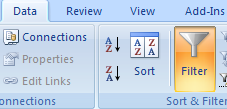 Data Review View Add-Ins
Connections
Properties
Edit Links
A Z
Z A
A Z
Z A
Sort
Filter
onnections
Sort & Filte